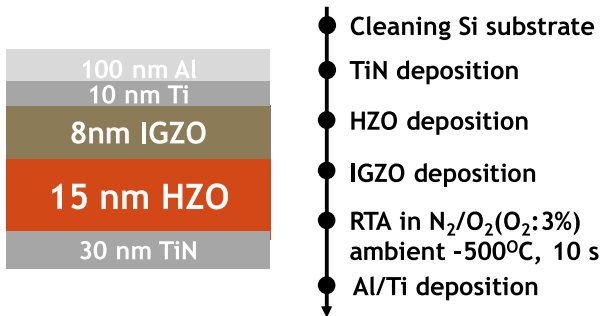 100 nm Al
10 nm Ti
8nm IGZO
15 nm HZO
30 nm TiN
Cleaning Si substrate
TiN deposition
HZO deposition
IGZO deposition
RTA in N₂/O₂(O₂:3%)
ambient -500⁰C, 10 s
Al/Ti deposition